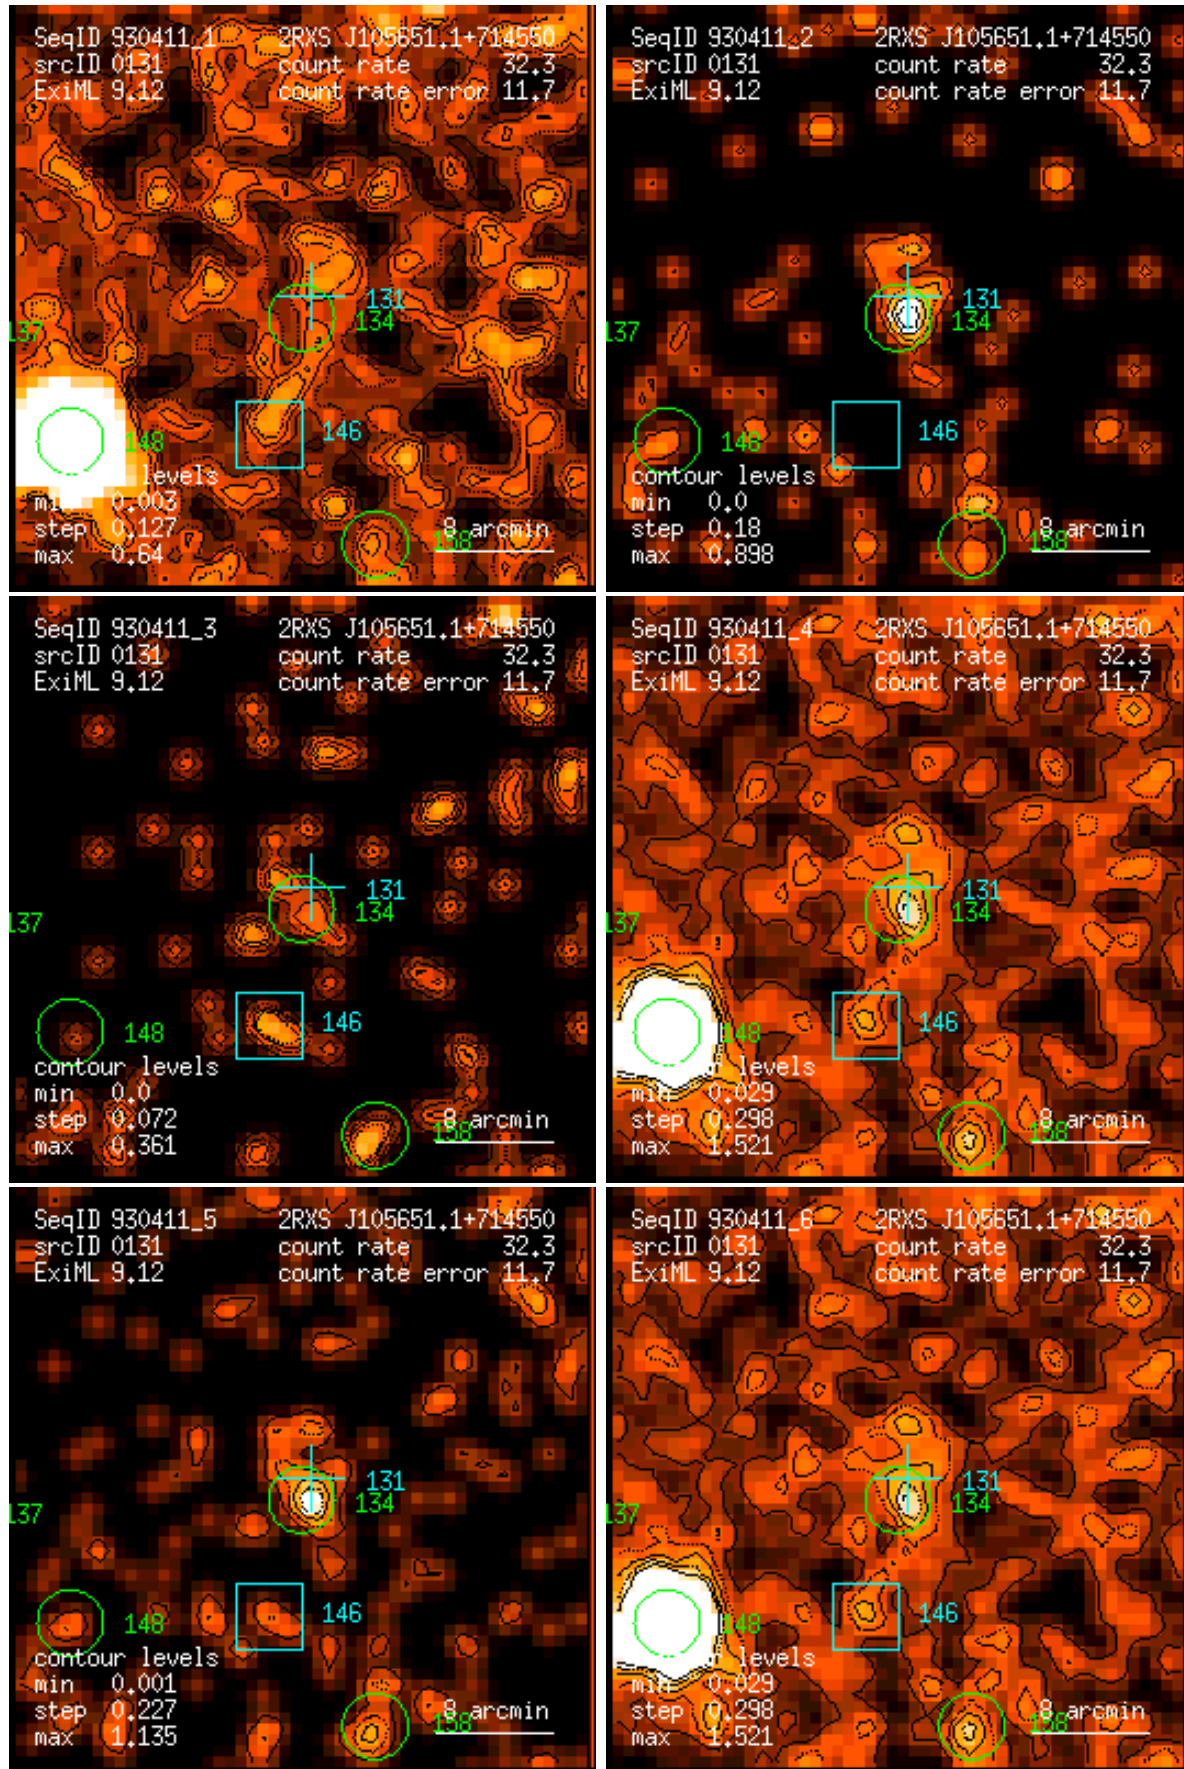 SeqID 930411_1 2RXS J105651.1+714550
srcID 0131 count rate 32.3
ExiML 9.12 count rate error 11.7
131
137 134
146
148
levels
min 0.003
step 0.127 8 arcmin
max 0.64 158
SeqID 930411_2 2RXS J105651.1+714550
srcID 0131 count rate 32.3
ExiML 9.12 count rate error 11.7
131
137 134
148 146
contour levels
min 0.0
step 0.18 8 arcmin
max 0.898 158
SeqID 930411_3 2RXS J105651.1+714550
srcID 0131 count rate 32.3
ExiML 9.12 count rate error 11.7
131
137 134
148 146
contour levels
min 0.0
step 0.072 8 arcmin
max 0.361 158
SeqID 930411_4 2RXS J105651.1+714550
srcID 0131 count rate 32.3
ExiML 9.12 count rate error 11.7
131
137 134
148 146
r levels
min 0.029
step 0.298 8 arcmin
max 1.521 158
SeqID 930411_5 2RXS J105651.1+714550
srcID 0131 count rate 32.3
ExiML 9.12 count rate error 11.7
131
137 134
148 146
contour levels
min 0.001
step 0.227 8 arcmin
max 1.135 158
SeqID 930411_6 2RXS J105651.1+714550
srcID 0131 count rate 32.3
ExiML 9.12 count rate error 11.7
131
137 134
148 146
r levels
min 0.029
step 0.298 8 arcmin
max 1.521 158